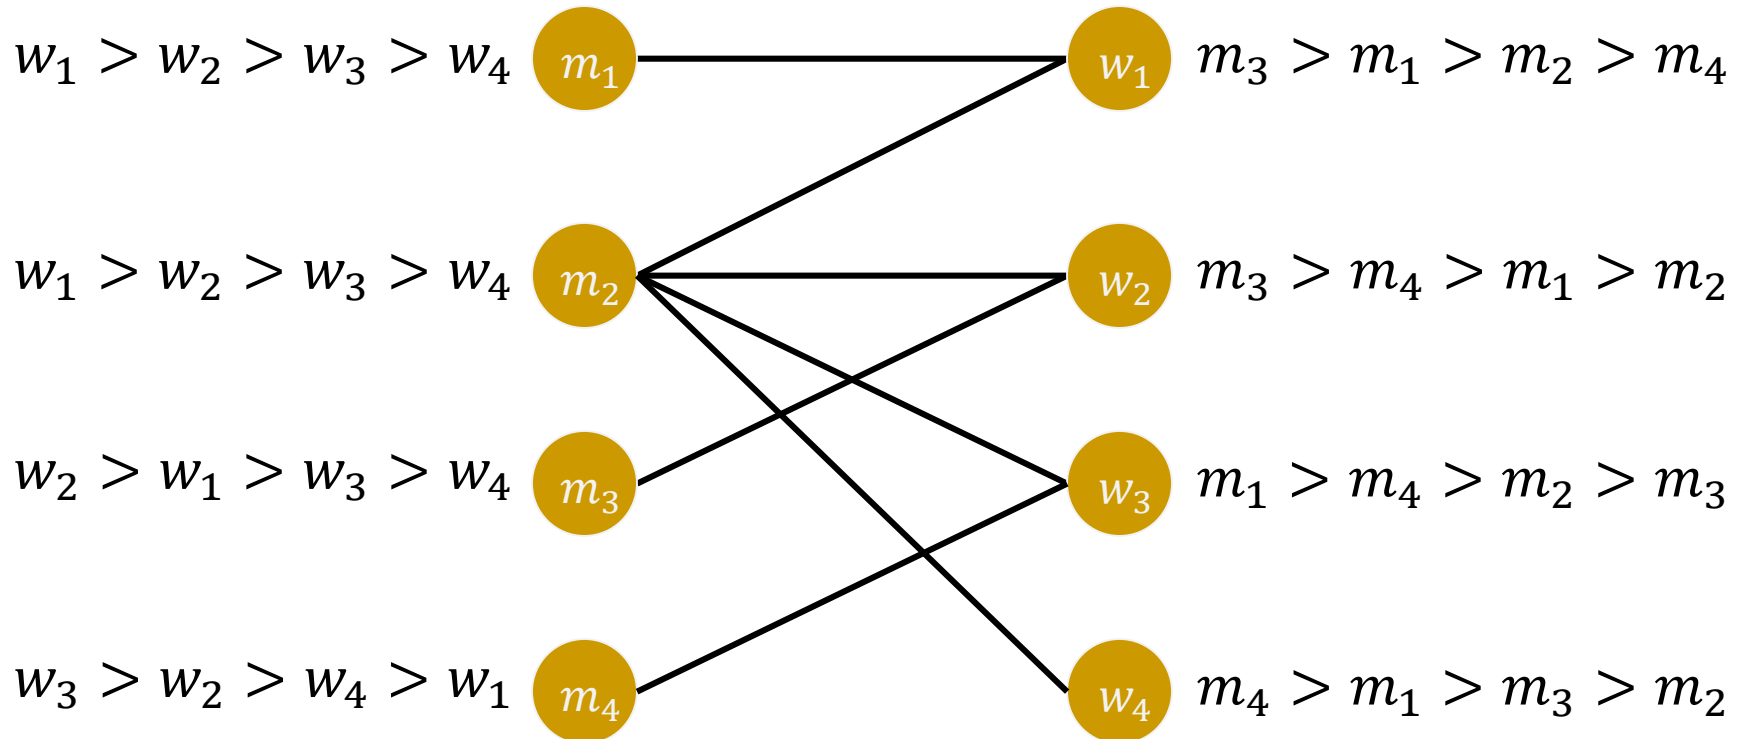 w₁ > w₂ > w₃ > w₄ m₁ w₁ m₃ > m₁ > m₂ > m₄
w₁ > w₂ > w₃ > w₄ m₂ w₂ m₃ > m₄ > m₁ > m₂
w₂ > w₁ > w₃ > w₄ m₃ w₃ m₁ > m₄ > m₂ > m₃
w₃ > w₂ > w₄ > w₁ m₄ w₄ m₄ > m₁ > m₃ > m₂